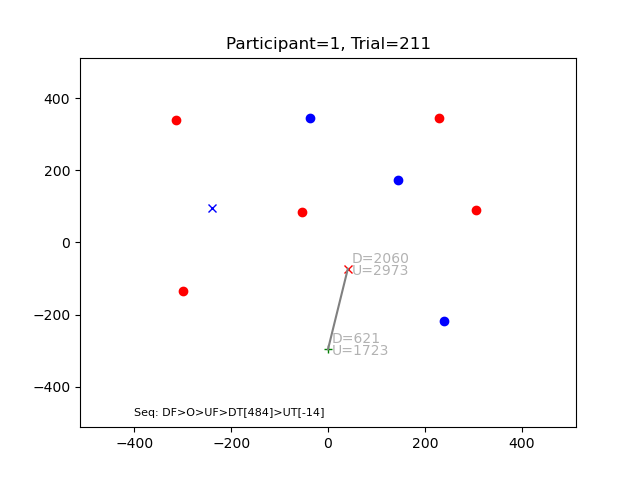 Participant=1, Trial=211
400
200
0
−200
−400
D=2060
U=2973
D=621
U=1723
Seq: DF>O>UF>DT[484]>UT[-14]
−400 −200 0 200 400